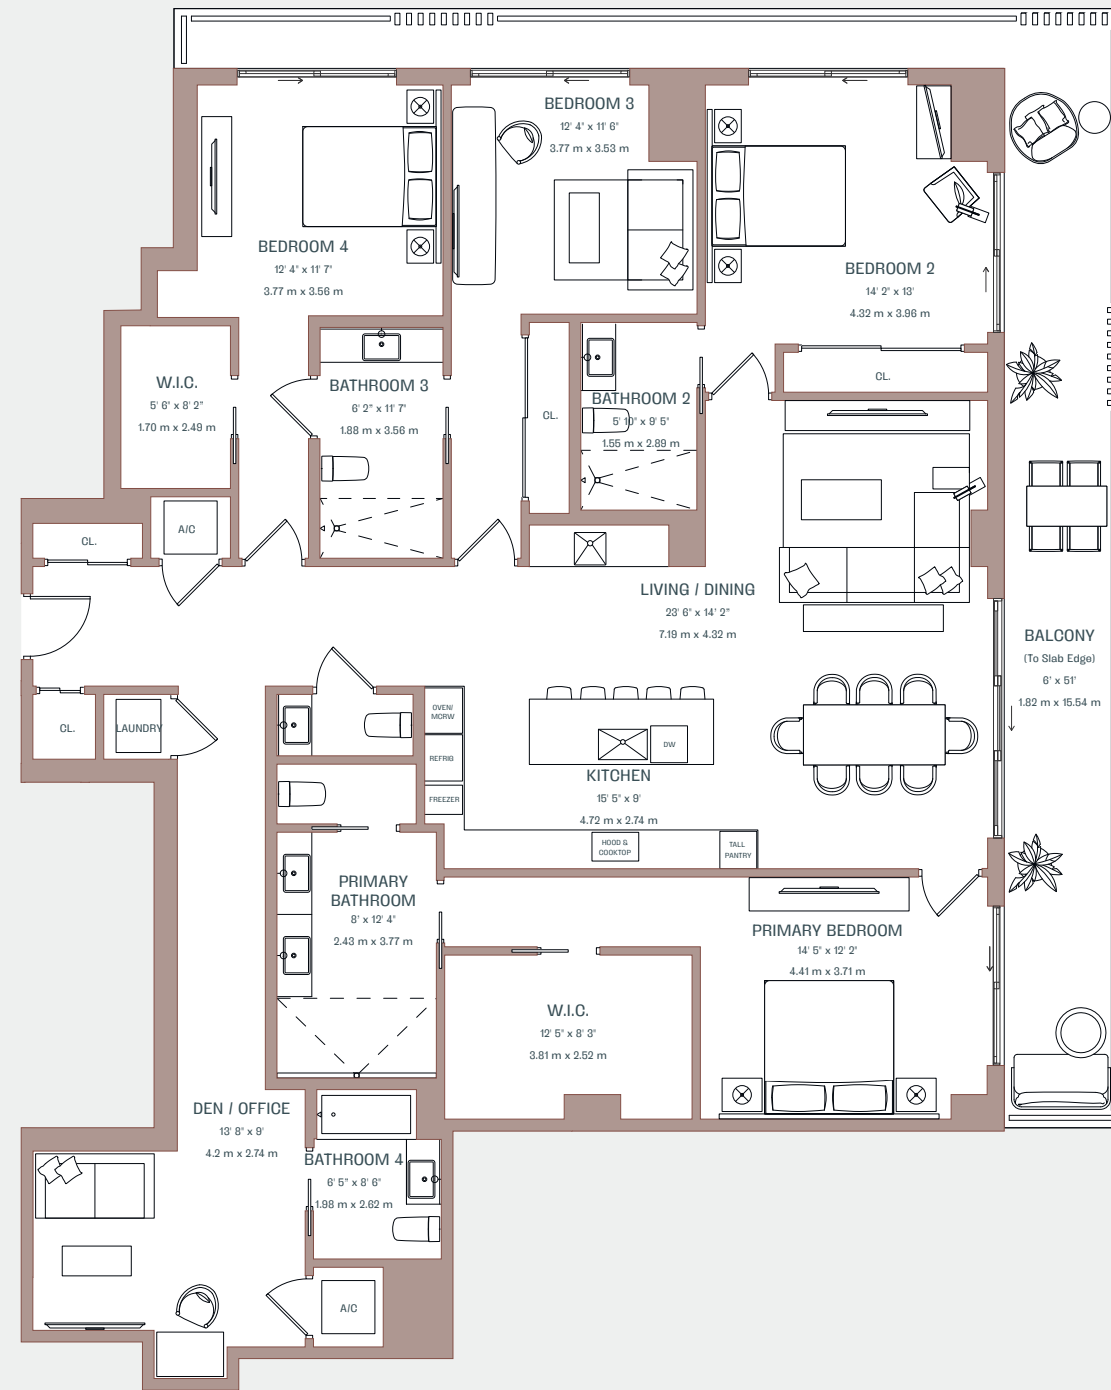 BEDROOM 3
12' 4" x 11' 6"
3.77 m x 3.53 m
BEDROOM 4
12' 4" x 11' 7"
3.77 m x 3.56 m
BEDROOM 2
14' 2" x 13'
4.32 m x 3.96 m
W.I.C.
5' 6" x 8' 2"
1.70 m x 2.49 m
BATHROOM 3
6' 2" x 11' 7"
1.88 m x 3.56 m
CL.
BATHROOM 2
5' 10" x 9' 5"
1.55 m x 2.89 m
CL.
CL.
A/C
LIVING / DINING
23' 6" x 14' 2"
7.19 m x 4.32 m
BALCONY
(To Slab Edge)
6' x 51'
1.82 m x 15.54 m
CL.
LAUNDRY
OVEN/
MCRW
REFRIG
FREEZER
DW
KITCHEN
15' 5" x 9'
4.72 m x 2.74 m
HOOD &
COOKTOP
TALL
PANTRY
PRIMARY
BATHROOM
8' x 12' 4"
2.43 m x 3.77 m
PRIMARY BEDROOM
14' 5" x 12' 2"
4.41 m x 3.71 m
W.I.C.
12' 5" x 8' 3"
3.81 m x 2.52 m
DEN / OFFICE
13' 8" x 9'
4.2 m x 2.74 m
BATHROOM 4
6' 5" x 8' 6"
1.98 m x 2.62 m
A/C